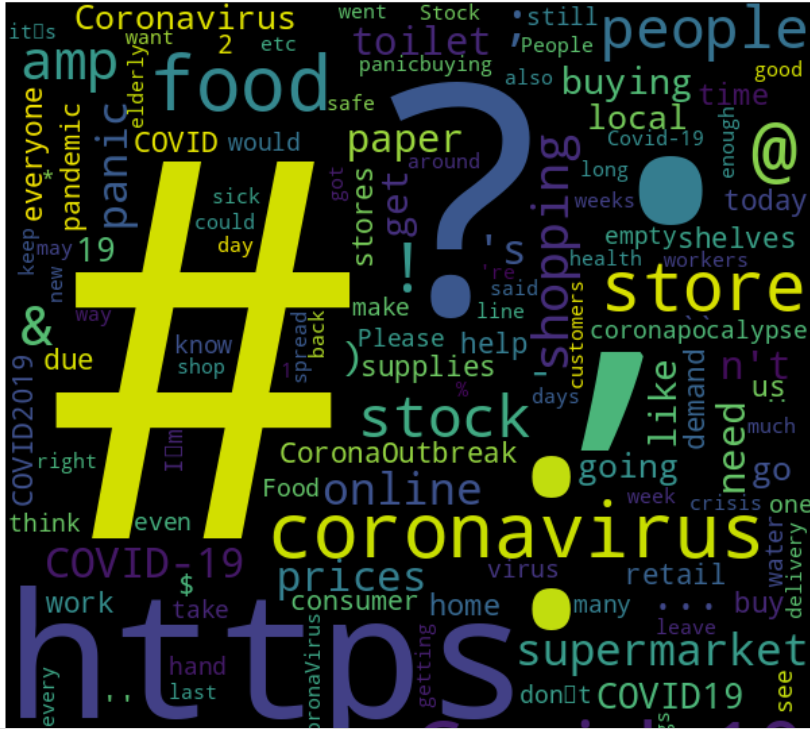 it▯s
Coronavirus
went
Stock
;
still
people
want
2
etc
toilet
People
amp
elderly
food
panicbuying
also
buying
good
time
everyone
*
pandemic
panic
safe
local
@
COVID
would
paper
Covid-19
enough
around
shopping
long
.
sick
got
stores
get
?
weeks
today
could
keep
may
19
day
!
's
empty
shelves
new
're
health
workers
#
said
store
way
make
line
customers
``
&
coronapocalypse
know
spread
back
Please
help
due
shop
)
supplies
-
,
like
demand
n't
1
%
us
COVID2019
days
..
stock
need
much
I▯m
CoronaOutbreak
:
going
right
go
Food
online
week
crisis
one
think
even
coronavirus
water
COVID-19
prices
virus
retail
delivery
$
work
take
consumer
home
many
...
buy
https
leave
hand
getting
supermarket
every
''
last
don▯t
COVID19
see